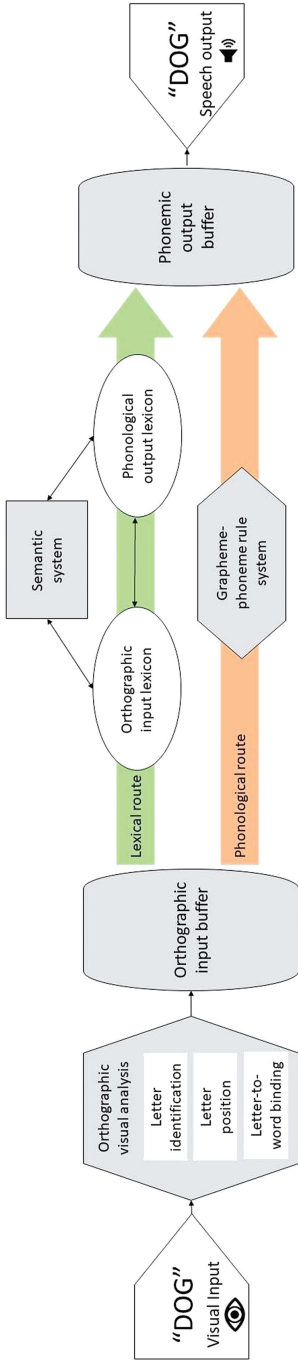 "DOG"
Visual Input
Orthographic
visual analysis
Letter
identification
Letter
position
Letter-to-
word binding
Orthographic
input buffer
Lexical route
Orthographic
input lexicon
Semantic
system
Phonological
output lexicon
Phonological route
Grapheme-
phoneme rule
system
Phonemic
output
buffer
"DOG"
Speech output